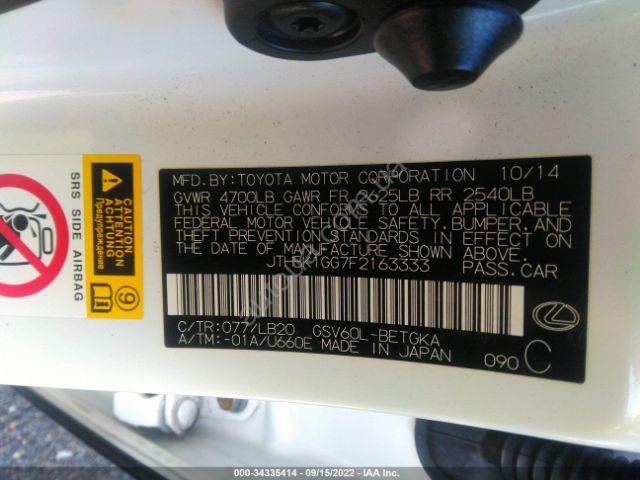 MFD.BY:TOYOTA MOTOR CORPORATION 10/14
GVWR 4700LB GAWR FR 2625LB RR 2540LB
THIS VEHICLE CONFORMS TO ALL APPLICABLE
FEDERAL MOTOR VEHICLE SAFETY,BUMPER,AND
THEFT PREVENTION STANDARDS IN EFFECT ON
THE DATE OF MANUFACTURE SHOWN ABOVE.
JTHBK1GG7F2163333 PASS.CAR
C/TR:077/LB20 GSV60L-BETGKA
A/TM:-01A/U660E MADE IN JAPAN
090 C
SRS SIDE AIRBAG
Предупреждение
9
000-34335414 - 09/15/2022 - IAA Inc.